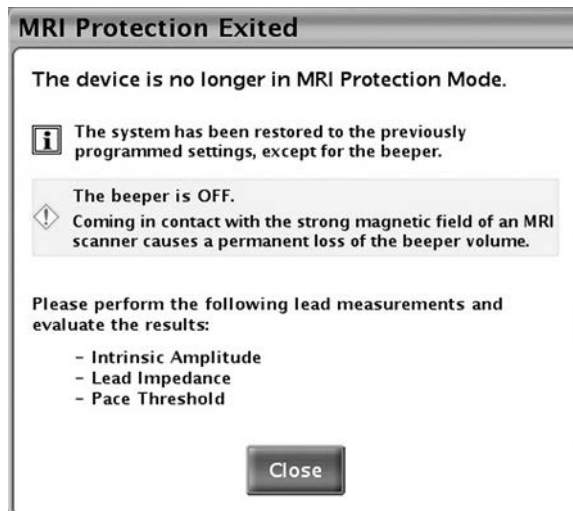 MRI Protection Exited
The device is no longer in MRI Protection Mode.
The system has been restored to the previously
programmed settings, except for the beeper.
The beeper is OFF.
Coming in contact with the strong magnetic field of an MRI
scanner causes a permanent loss of the beeper volume.
Please perform the following lead measurements and
evaluate the results:
– Intrinsic Amplitude
– Lead Impedance
– Pace Threshold
Close